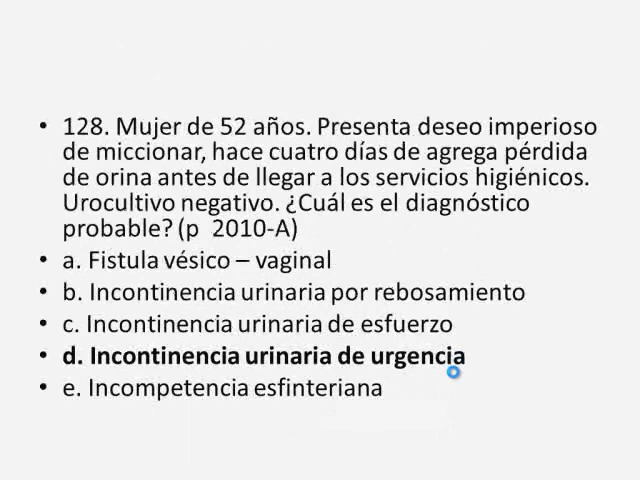 • 128. Mujer de 52 años. Presenta deseo imperioso
de miccionar, hace cuatro días de agrega pérdida
de orina antes de llegar a los servicios higiénicos.
Urocultivo negativo. ¿Cuál es el diagnóstico
probable? (p 2010-A)
• a. Fistula vésico – vaginal
• b. Incontinencia urinaria por rebosamiento
• c. Incontinencia urinaria de esfuerzo
• d. Incontinencia urinaria de urgencia
• e. Incompetencia esfinteriana